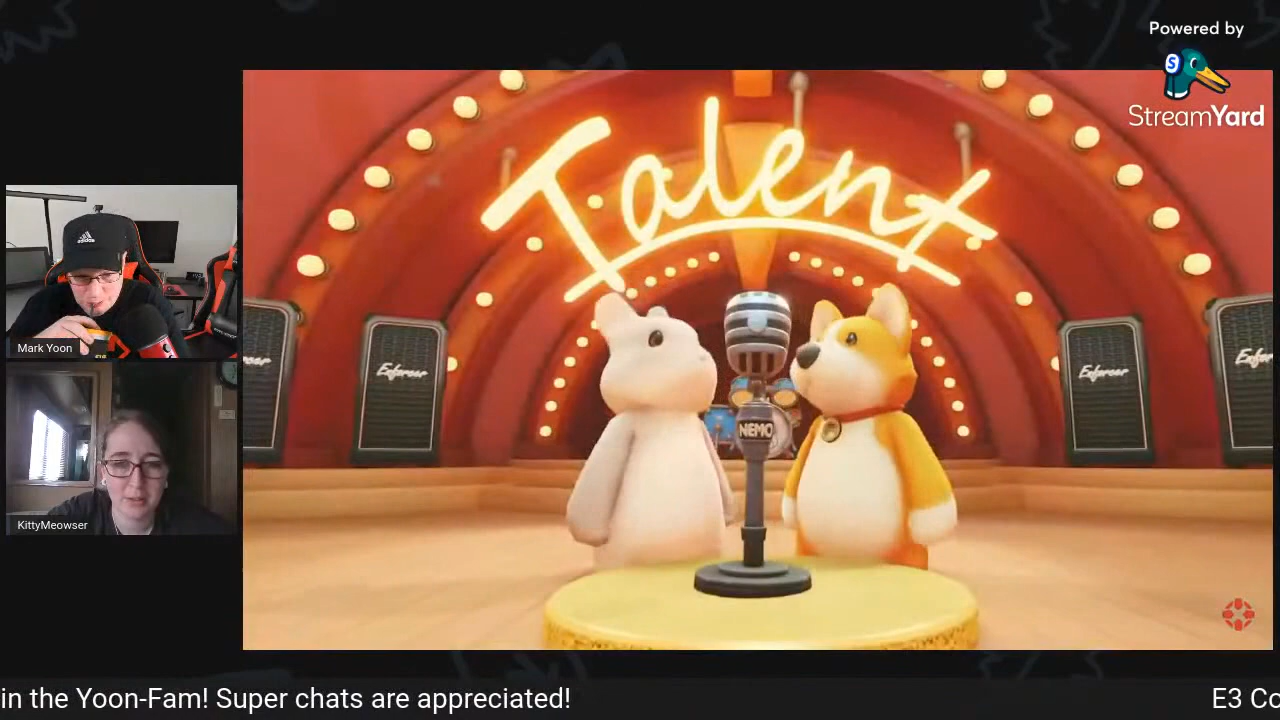 Powered by
S
StreamYard
Talent
Enforcer
Enforcer
Enforcer
Enforcer
NEMO
adidas
Mark Yoon
KittyMeowser
in the Yoon-Fam! Super chats are appreciated!
E3 Co